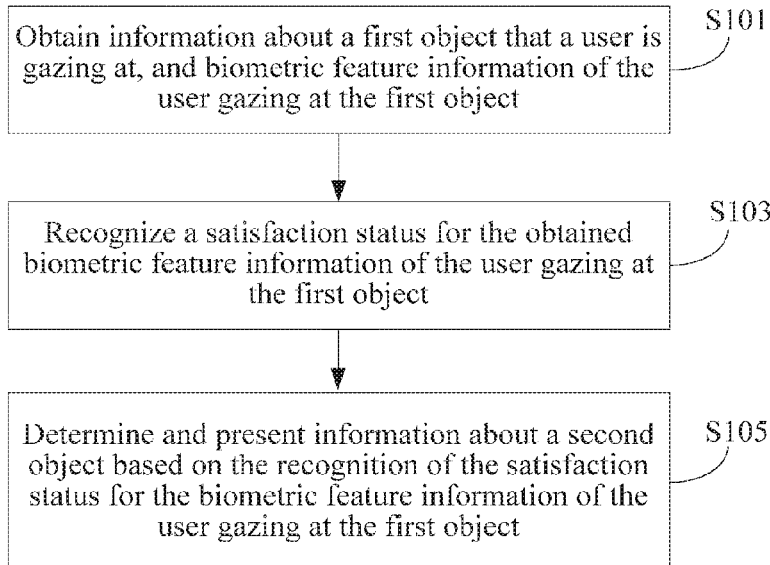 S101
Obtain information about a first object that a user is
gazing at, and biometric feature information of the
user gazing at the first object
S103
Recognize a satisfaction status for the obtained
biometric feature information of the user gazing at
the first object
S105
Determine and present information about a second
object based on the recognition of the satisfaction
status for the biometric feature information of the
user gazing at the first object